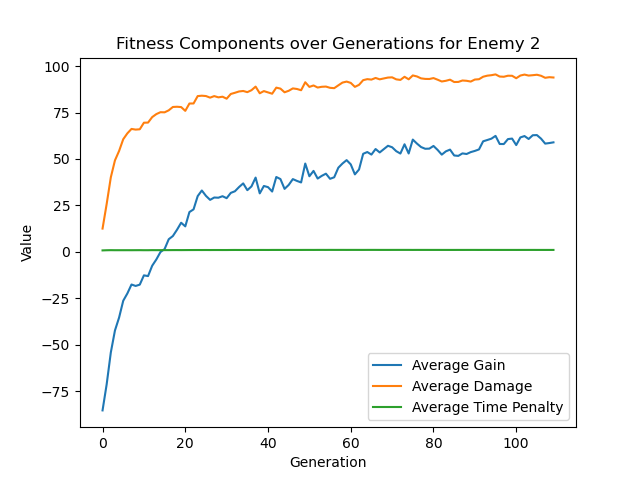 Fitness Components over Generations for Enemy 2
100
75
50
25
0
−25
−50
−75
Value
0 20 40 60 80 100
Generation
Average Gain
Average Damage
Average Time Penalty